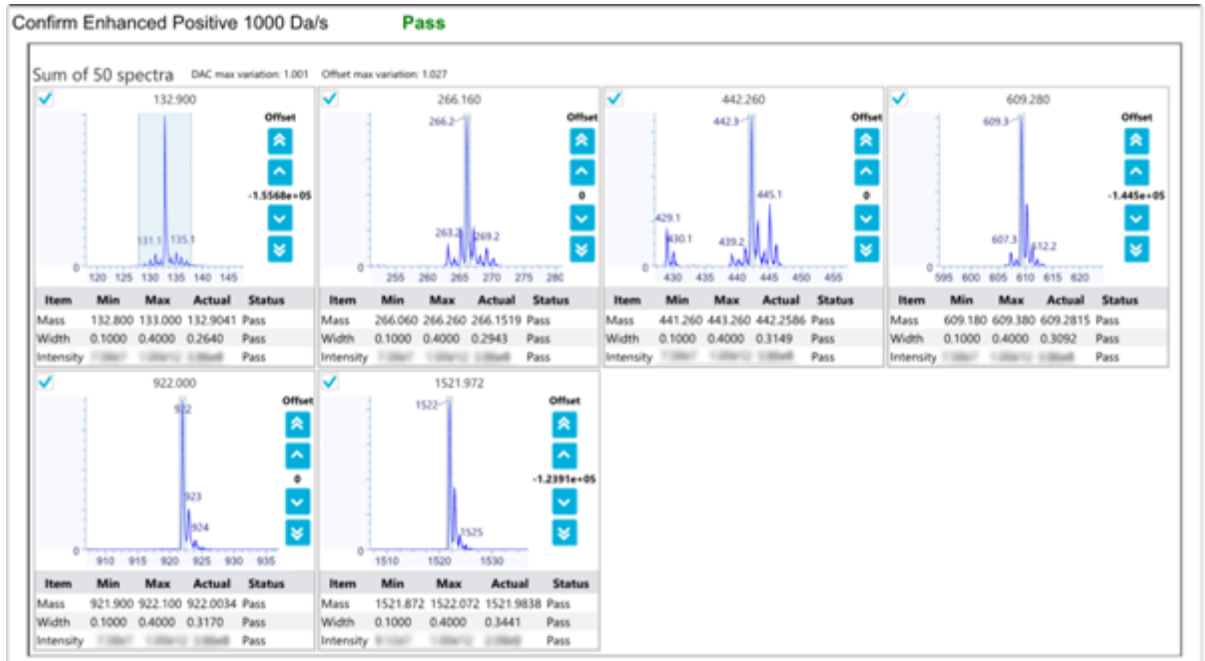 Confirm Enhanced Positive 1000 Da/s Pass
Sum of 50 spectra DAC max variation: 1.001 Offset max variation: 1.027
132.900
Offset
-1.5568e+05
131.1 135.1
0
120 125 130 135 140 145
Item Min Max Actual Status
Mass 132.800 133.000 132.9041 Pass
Width 0.1000 0.4000 0.2640 Pass
Intensity Pass
266.160
266.2
Offset
0
263.2 269.2
0
255 260 265 270 275 280
Item Min Max Actual Status
Mass 266.060 266.260 266.1519 Pass
Width 0.1000 0.4000 0.2943 Pass
Intensity Pass
442.260
442.3
Offset
0
445.1
429.1
430.1 439.2
0
430 435 440 445 450 455
Item Min Max Actual Status
Mass 441.260 443.260 442.2586 Pass
Width 0.1000 0.4000 0.3149 Pass
Intensity Pass
609.280
609.3
Offset
-1.445e+05
607.3 612.2
0
595 600 605 610 615 620
Item Min Max Actual Status
Mass 609.180 609.380 609.2815 Pass
Width 0.1000 0.4000 0.3092 Pass
Intensity Pass
922.000
922
Offset
0
923
924
0
910 915 920 925 930 935
Item Min Max Actual Status
Mass 921.900 922.100 922.0034 Pass
Width 0.1000 0.4000 0.3170 Pass
Intensity Pass
1521.972
1522
Offset
-1.2391e+05
1525
0
1510 1520 1530
Item Min Max Actual Status
Mass 1521.872 1522.072 1521.9838 Pass
Width 0.1000 0.4000 0.3441 Pass
Intensity Pass